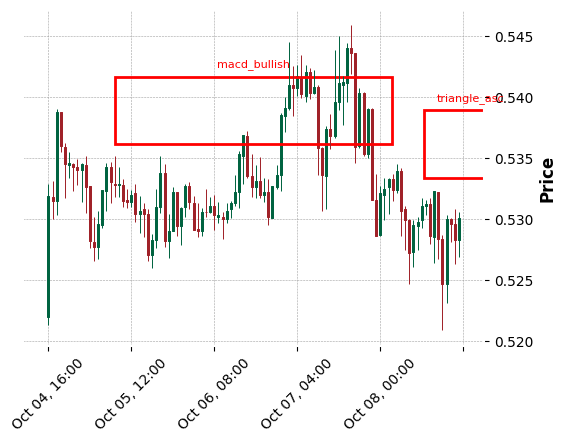 macd_bullish
triangle_asc
0.545
0.540
0.535
0.530
0.525
0.520
Price
Oct 04, 16:00
Oct 05, 12:00
Oct 06, 08:00
Oct 07, 04:00
Oct 08, 00:00